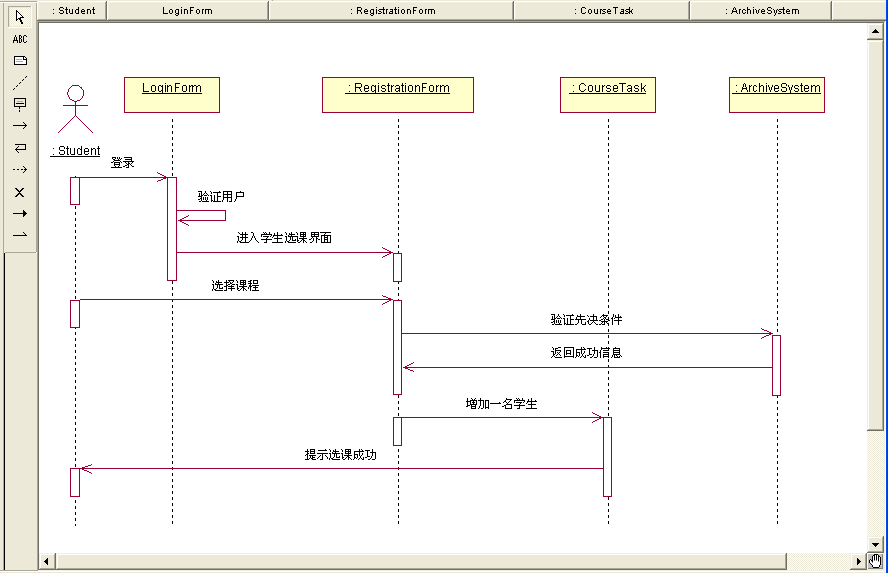 : Student
LoginForm
: RegistrationForm
: CourseTask
: ArchiveSystem
ABC
LoginForm
: RegistrationForm
: CourseTask
: ArchiveSystem
: Student
登录
验证用户
进入学生选课界面
选择课程
验证先决条件
返回成功信息
增加一名学生
提示选课成功